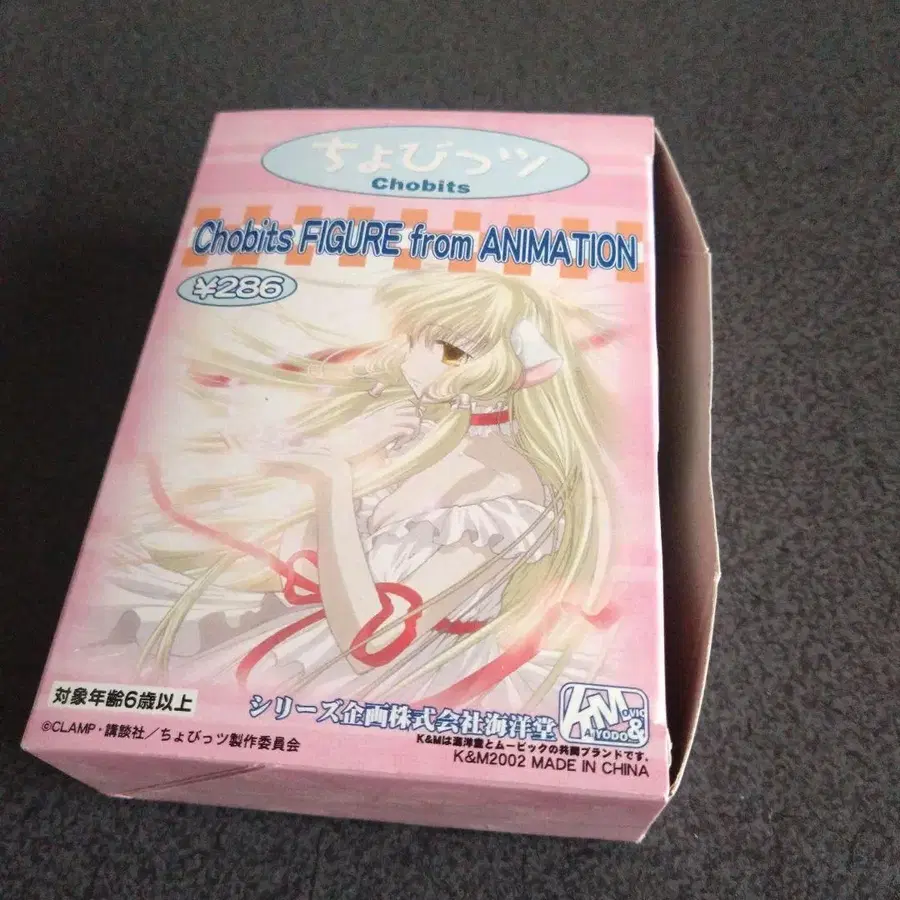 ちょびっツ
Chobits
Chobits FIGURE from ANIMATION
¥286
対象年齢6歳以上
シリーズ企画株式会社海洋堂
K&M
MOVIC &
KAIYODO
©CLAMP・講談社／ちょびっツ製作委員会
K&Mは海洋堂とムービックの共同ブランドです。
K&M2002 MADE IN CHINA